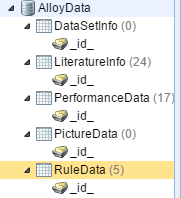 AlloyData
DataSetInfo (0)
_id_
LiteratureInfo (24)
_id_
PerformanceData (17)
_id_
PictureData (0)
_id_
RuleData (5)
_id_